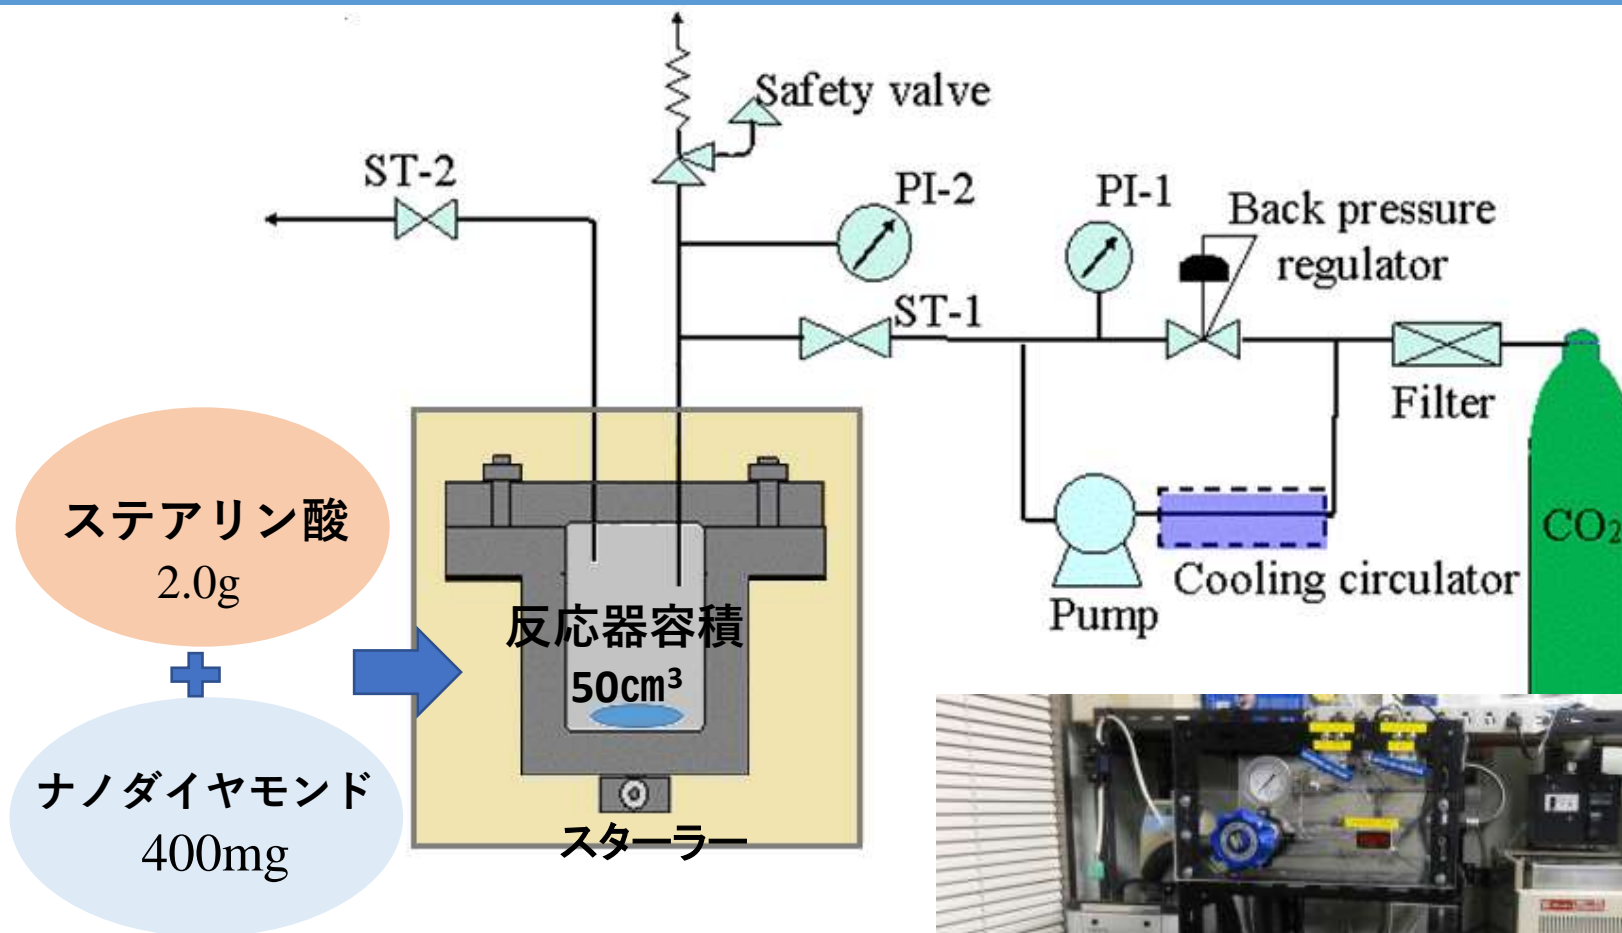 Safety valve
ST-2
PI-2
PI-1
Back pressure
regulator
ST-1
Filter
CO₂
Cooling circulator
Pump
ステアリン酸
2.0g
ナノダイヤモンド
400mg
反応器容積
50㎝³
スターラー